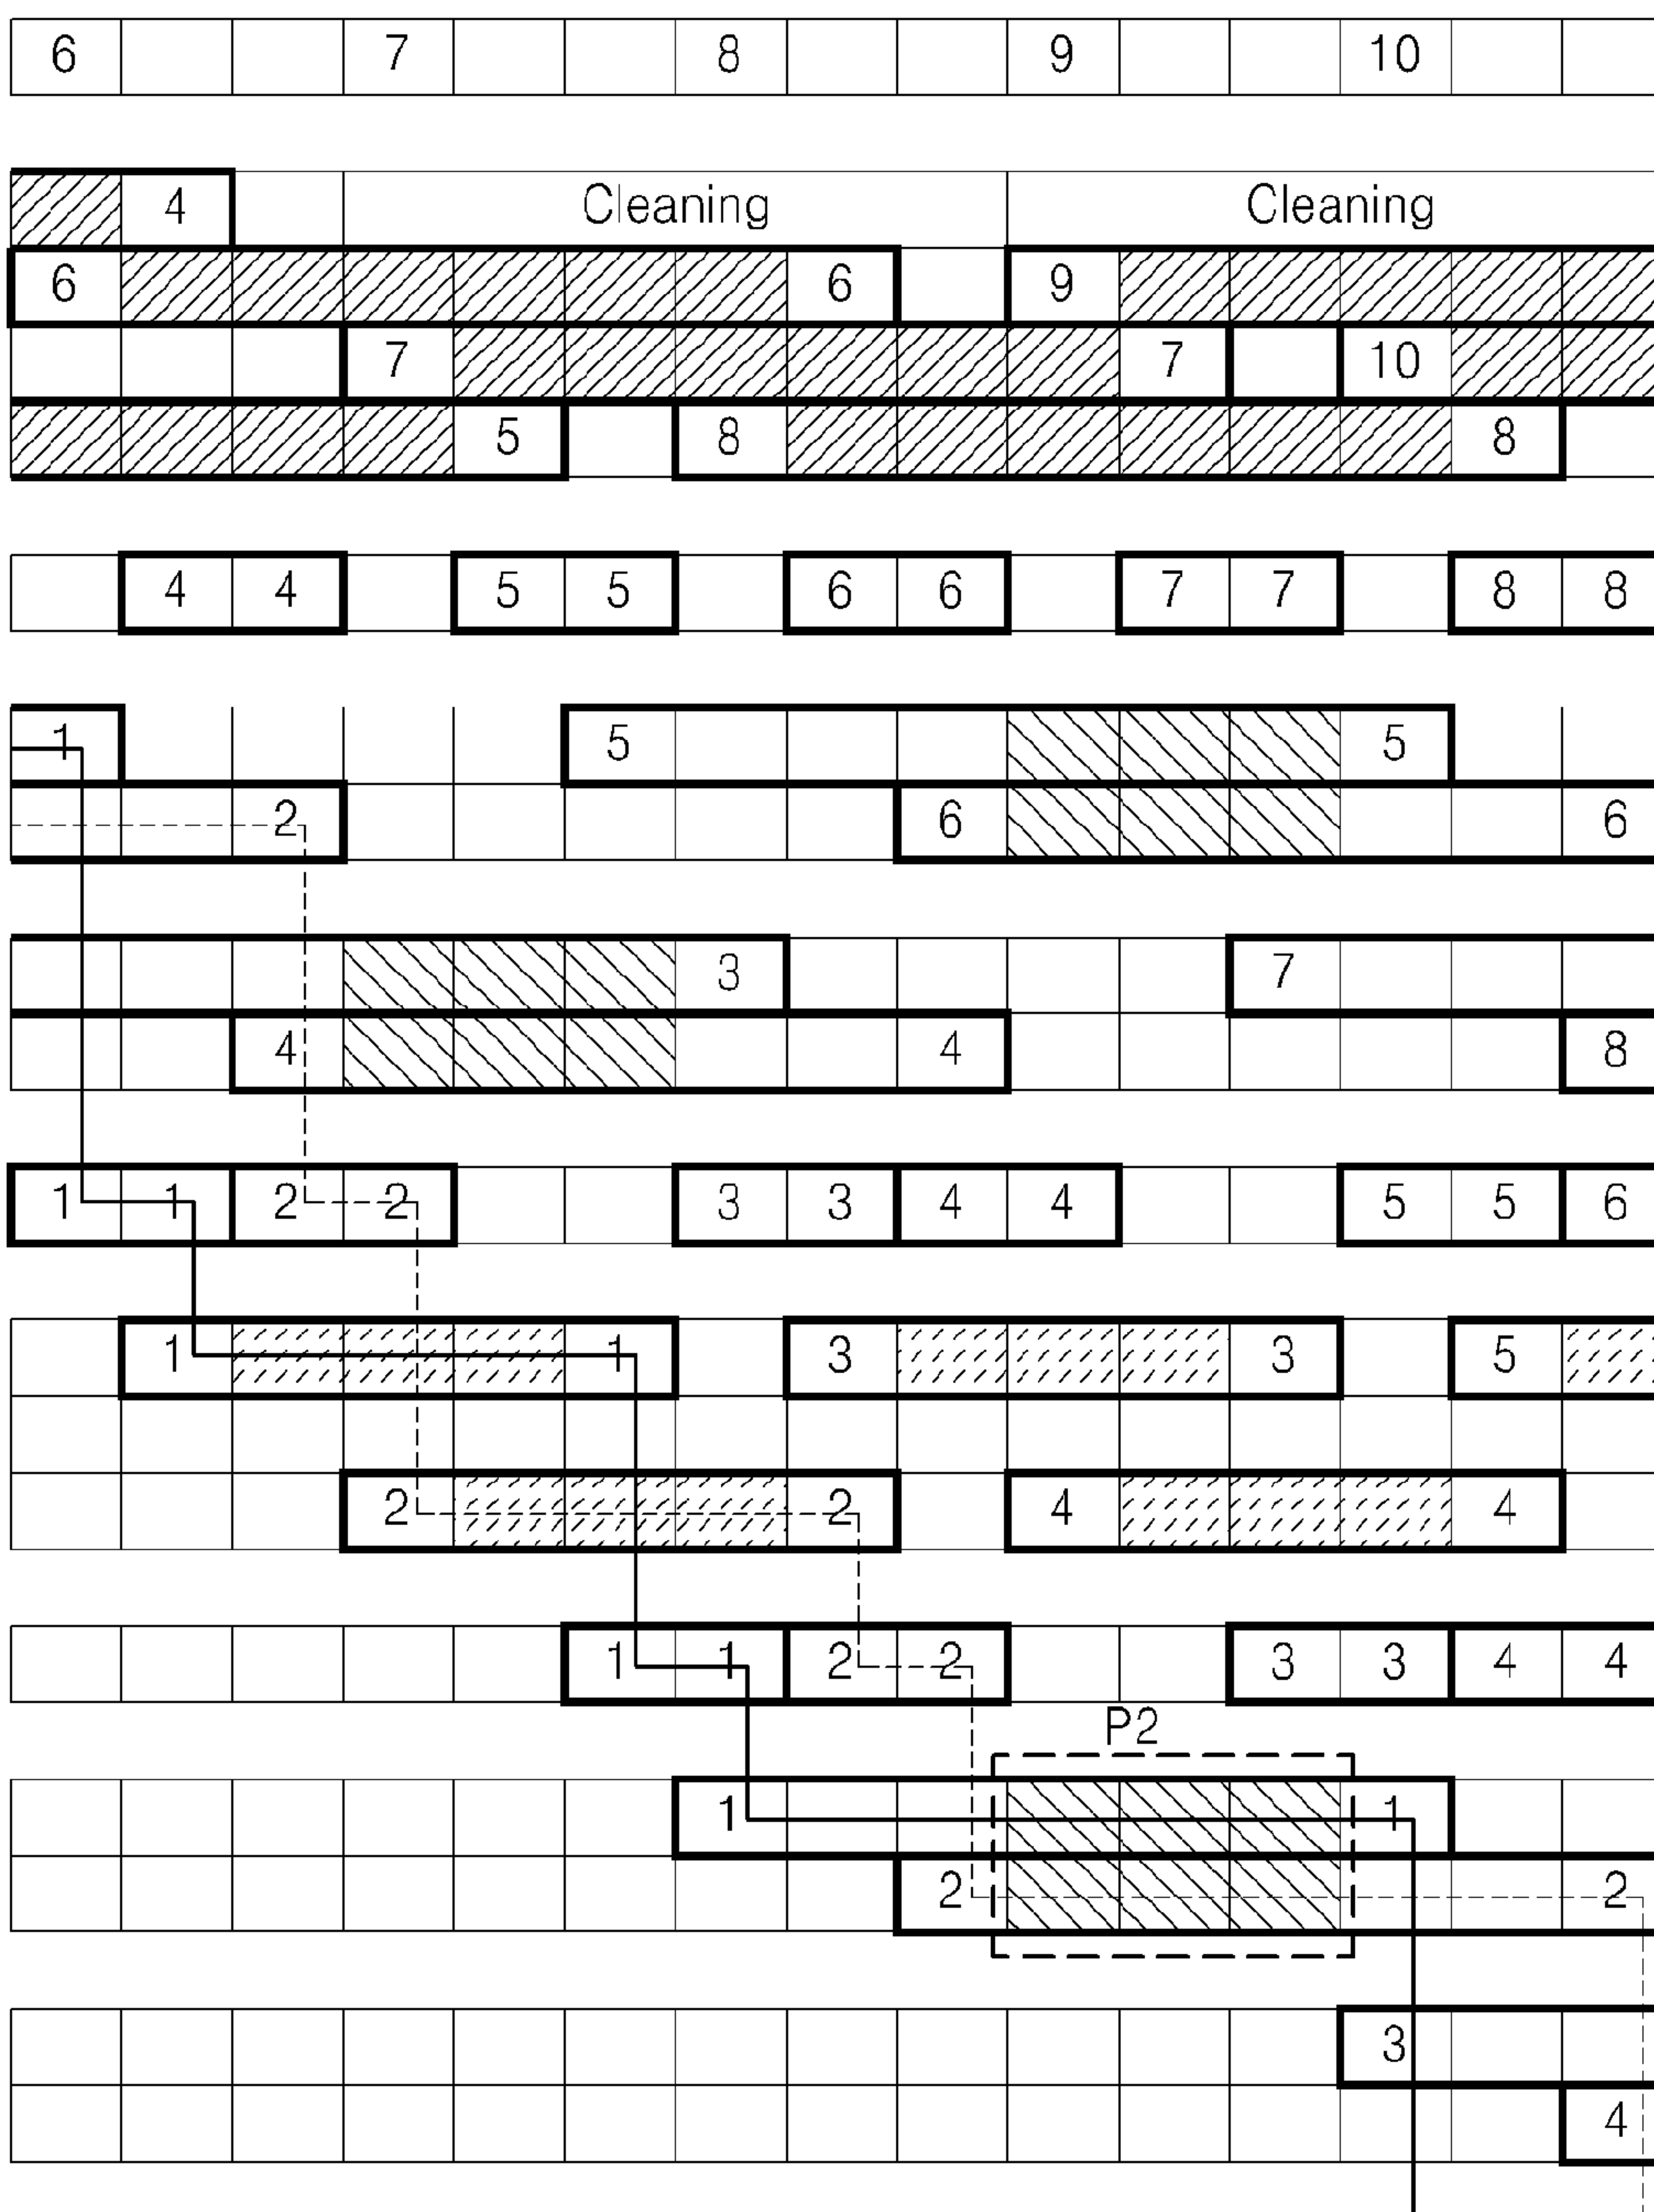 6 7 8 9 10
4 Cleaning Cleaning
6 6 9
7 7 10
5 8 8
4 4 5 5 6 6 7 7 8 8
1 5 5
2 6 6
3 7
4 4 8
1 1 2 2 3 3 4 4 5 5 6
1 1 3 3 5
2 2 4 4
1 1 2 2 3 3 4 4
P2
1 1
2 2
3
4